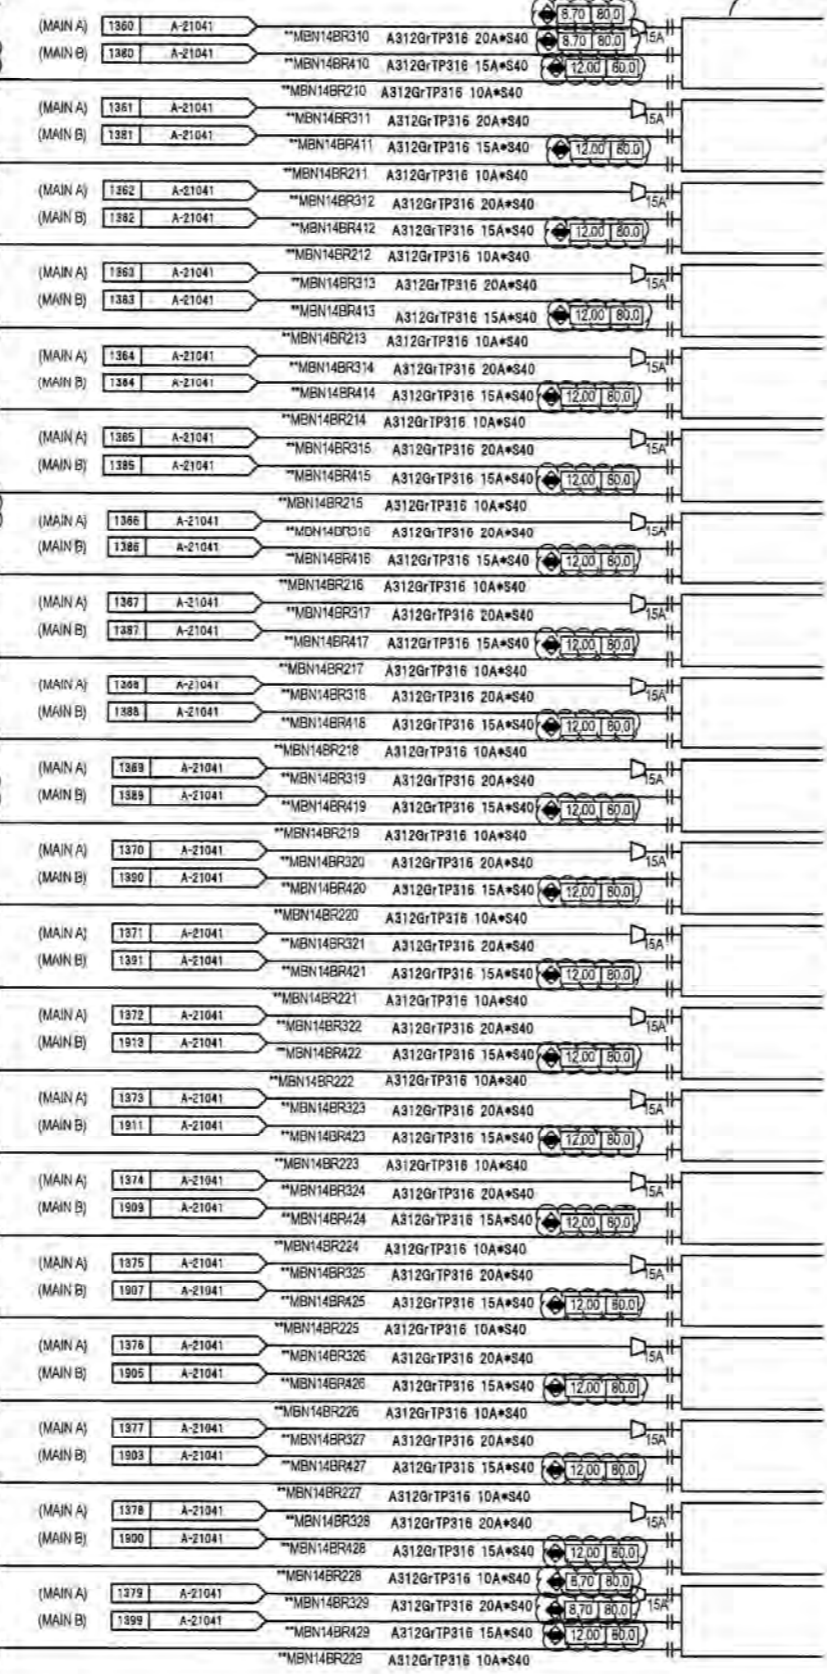 8.70 80.0
(MAIN A) 1360 A-21041 **MBN14BR310 A312GrTP316 20A*S40 8.70 80.0 15A
(MAIN B) 1380 A-21041 **MBN14BR410 A312GrTP316 15A*S40 12.00 80.0
**MBN14BR210 A312GrTP316 10A*S40
(MAIN A) 1361 A-21041 **MBN14BR311 A312GrTP316 20A*S40 15A
(MAIN B) 1381 A-21041 **MBN14BR411 A312GrTP316 15A*S40 12.00 80.0
**MBN14BR211 A312GrTP316 10A*S40
(MAIN A) 1362 A-21041 **MBN14BR312 A312GrTP316 20A*S40 15A
(MAIN B) 1382 A-21041 **MBN14BR412 A312GrTP316 15A*S40 12.00 80.0
**MBN14BR212 A312GrTP316 10A*S40
(MAIN A) 1363 A-21041 **MBN14BR313 A312GrTP316 20A*S40 15A
(MAIN B) 1383 A-21041 **MBN14BR413 A312GrTP316 15A*S40 12.00 80.0
**MBN14BR213 A312GrTP316 10A*S40
(MAIN A) 1364 A-21041 **MBN14BR314 A312GrTP316 20A*S40 15A
(MAIN B) 1384 A-21041 **MBN14BR414 A312GrTP316 15A*S40 12.00 80.0
**MBN14BR214 A312GrTP316 10A*S40
(MAIN A) 1365 A-21041 **MBN14BR315 A312GrTP316 20A*S40 15A
(MAIN B) 1385 A-21041 **MBN14BR415 A312GrTP316 15A*S40 12.00 80.0
**MBN14BR215 A312GrTP316 10A*S40
(MAIN A) 1366 A-21041 **MBN14BR316 A312GrTP316 20A*S40 15A
(MAIN B) 1386 A-21041 **MBN14BR416 A312GrTP316 15A*S40 12.00 80.0
**MBN14BR216 A312GrTP316 10A*S40
(MAIN A) 1367 A-21041 **MBN14BR317 A312GrTP316 20A*S40 15A
(MAIN B) 1387 A-21041 **MBN14BR417 A312GrTP316 15A*S40 12.00 80.0
**MBN14BR217 A312GrTP316 10A*S40
(MAIN A) 1368 A-21041 **MBN14BR318 A312GrTP316 20A*S40 15A
(MAIN B) 1388 A-21041 **MBN14BR418 A312GrTP316 15A*S40 12.00 80.0
**MBN14BR218 A312GrTP316 10A*S40
(MAIN A) 1369 A-21041 **MBN14BR319 A312GrTP316 20A*S40 15A
(MAIN B) 1389 A-21041 **MBN14BR419 A312GrTP316 15A*S40 12.00 80.0
**MBN14BR219 A312GrTP316 10A*S40
(MAIN A) 1370 A-21041 **MBN14BR320 A312GrTP316 20A*S40 15A
(MAIN B) 1390 A-21041 **MBN14BR420 A312GrTP316 15A*S40 12.00 80.0
**MBN14BR220 A312GrTP316 10A*S40
(MAIN A) 1371 A-21041 **MBN14BR321 A312GrTP316 20A*S40 15A
(MAIN B) 1391 A-21041 **MBN14BR421 A312GrTP316 15A*S40 12.00 80.0
**MBN14BR221 A312GrTP316 10A*S40
(MAIN A) 1372 A-21041 **MBN14BR322 A312GrTP316 20A*S40 15A
(MAIN B) 1913 A-21041 **MBN14BR422 A312GrTP316 15A*S40 12.00 80.0
**MBN14BR222 A312GrTP316 10A*S40
(MAIN A) 1373 A-21041 **MBN14BR323 A312GrTP316 20A*S40 15A
(MAIN B) 1911 A-21041 **MBN14BR423 A312GrTP316 15A*S40 12.00 80.0
**MBN14BR223 A312GrTP316 10A*S40
(MAIN A) 1374 A-21041 **MBN14BR324 A312GrTP316 20A*S40 15A
(MAIN B) 1909 A-21041 **MBN14BR424 A312GrTP316 15A*S40 12.00 80.0
**MBN14BR224 A312GrTP316 10A*S40
(MAIN A) 1375 A-21041 **MBN14BR325 A312GrTP316 20A*S40 15A
(MAIN B) 1907 A-21041 **MBN14BR425 A312GrTP316 15A*S40 12.00 80.0
**MBN14BR225 A312GrTP316 10A*S40
(MAIN A) 1376 A-21041 **MBN14BR326 A312GrTP316 20A*S40 15A
(MAIN B) 1905 A-21041 **MBN14BR426 A312GrTP316 15A*S40 12.00 80.0
**MBN14BR226 A312GrTP316 10A*S40
(MAIN A) 1377 A-21041 **MBN14BR327 A312GrTP316 20A*S40 15A
(MAIN B) 1903 A-21041 **MBN14BR427 A312GrTP316 15A*S40 12.00 80.0
**MBN14BR227 A312GrTP316 10A*S40
(MAIN A) 1378 A-21041 **MBN14BR328 A312GrTP316 20A*S40 15A
(MAIN B) 1900 A-21041 **MBN14BR428 A312GrTP316 15A*S40 12.00 80.0
**MBN14BR228 A312GrTP316 10A*S40 8.70 80.0
(MAIN A) 1379 A-21041 **MBN14BR329 A312GrTP316 20A*S40 8.70 80.0 15A
(MAIN B) 1399 A-21041 **MBN14BR429 A312GrTP316 15A*S40 12.00 80.0
**MBN14BR229 A312GrTP316 10A*S40